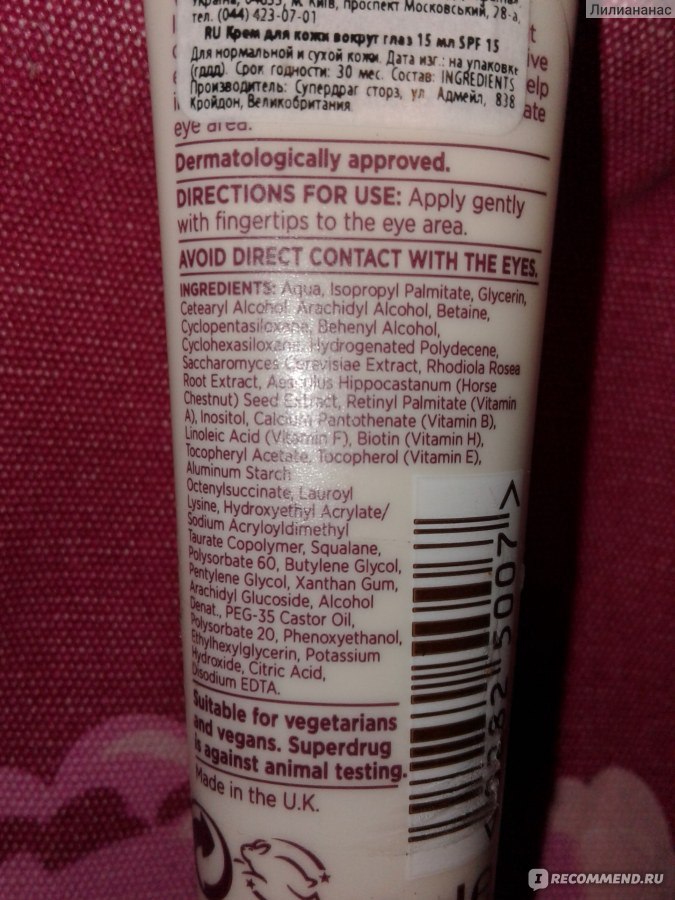 Лилиананас
Україна, 04655, м. Київ, проспект Московський, 28-а,
тел. (044) 423-07-01
RU Крем для кожи вокруг глаз 15 мл SPF 15
Для нормальной и сухой кожи. Дата изг.: на упаковке
(гддд). Срок годности: 30 мес. Состав: INGREDIENTS
Производитель: Супердраг сторз, ул. Адмейл, 838
Кройдон, Великобритания
eye area.
Dermatologically approved.
DIRECTIONS FOR USE: Apply gently
with fingertips to the eye area.
AVOID DIRECT CONTACT WITH THE EYES.
INGREDIENTS: Aqua, Isopropyl Palmitate, Glycerin,
Cetearyl Alcohol, Arachidyl Alcohol, Betaine,
Cyclopentasiloxane, Behenyl Alcohol,
Cyclohexasiloxane, Hydrogenated Polydecene,
Saccharomyces Cerevisiae Extract, Rhodiola Rosea
Root Extract, Aesculus Hippocastanum (Horse
Chestnut) Seed Extract, Retinyl Palmitate (Vitamin
A), Inositol, Calcium Pantothenate (Vitamin B),
Linoleic Acid (Vitamin F), Biotin (Vitamin H),
Tocopheryl Acetate, Tocopherol (Vitamin E),
Aluminum Starch
Octenylsuccinate, Lauroyl
Lysine, Hydroxyethyl Acrylate/
Sodium Acryloyldimethyl
Taurate Copolymer, Squalane,
Polysorbate 60, Butylene Glycol,
Pentylene Glycol, Xanthan Gum,
Arachidyl Glucoside, Alcohol
Denat., PEG-35 Castor Oil,
Polysorbate 20, Phenoxyethanol,
Ethylhexylglycerin, Potassium
Hydroxide, Citric Acid,
Disodium EDTA.
Suitable for vegetarians
and vegans. Superdrug
is against animal testing.
Made in the U.K.
IRECOMMEND.RU